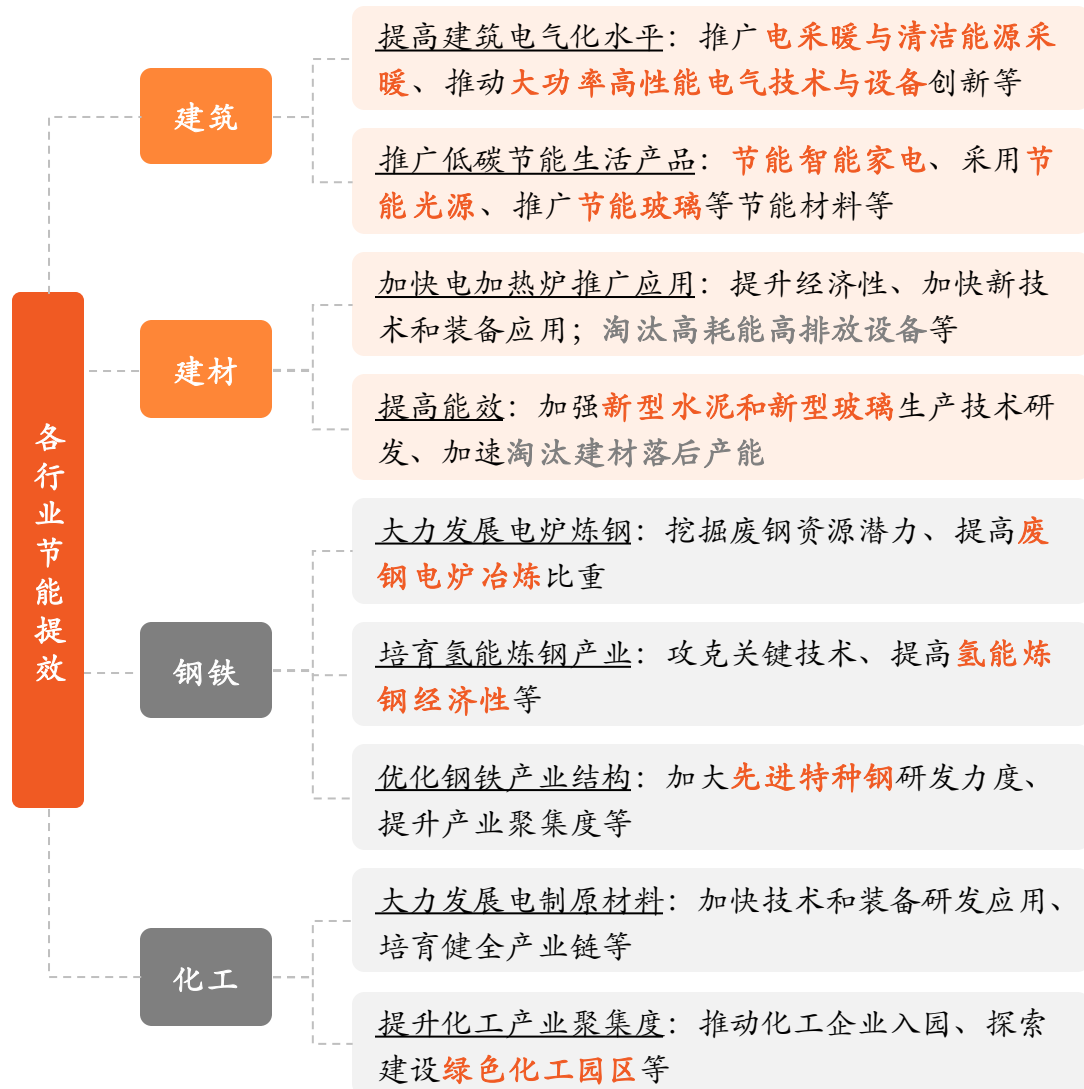 各行业节能提效
建筑
提高建筑电气化水平：推广电采暖与清洁能源采
暖、推动大功率高性能电气技术与设备创新等
推广低碳节能生活产品：节能智能家电、采用节
能光源、推广节能玻璃等节能材料等
建材
加快电加热炉推广应用：提升经济性、加快新技
术和装备应用；淘汰高耗能高排放设备等
提高能效：加强新型水泥和新型玻璃生产技术研
发、加速淘汰建材落后产能
钢铁
大力发展电炉炼钢：挖掘废钢资源潜力、提高废
钢电炉冶炼比重
培育氢能炼钢产业：攻克关键技术、提高氢能炼
钢经济性等
优化钢铁产业结构：加大先进特种钢研发力度、
提升产业聚集度等
化工
大力发展电制原材料：加快技术和装备研发应用、
培育健全产业链等
提升化工产业聚集度：推动化工企业入园、探索
建设绿色化工园区等